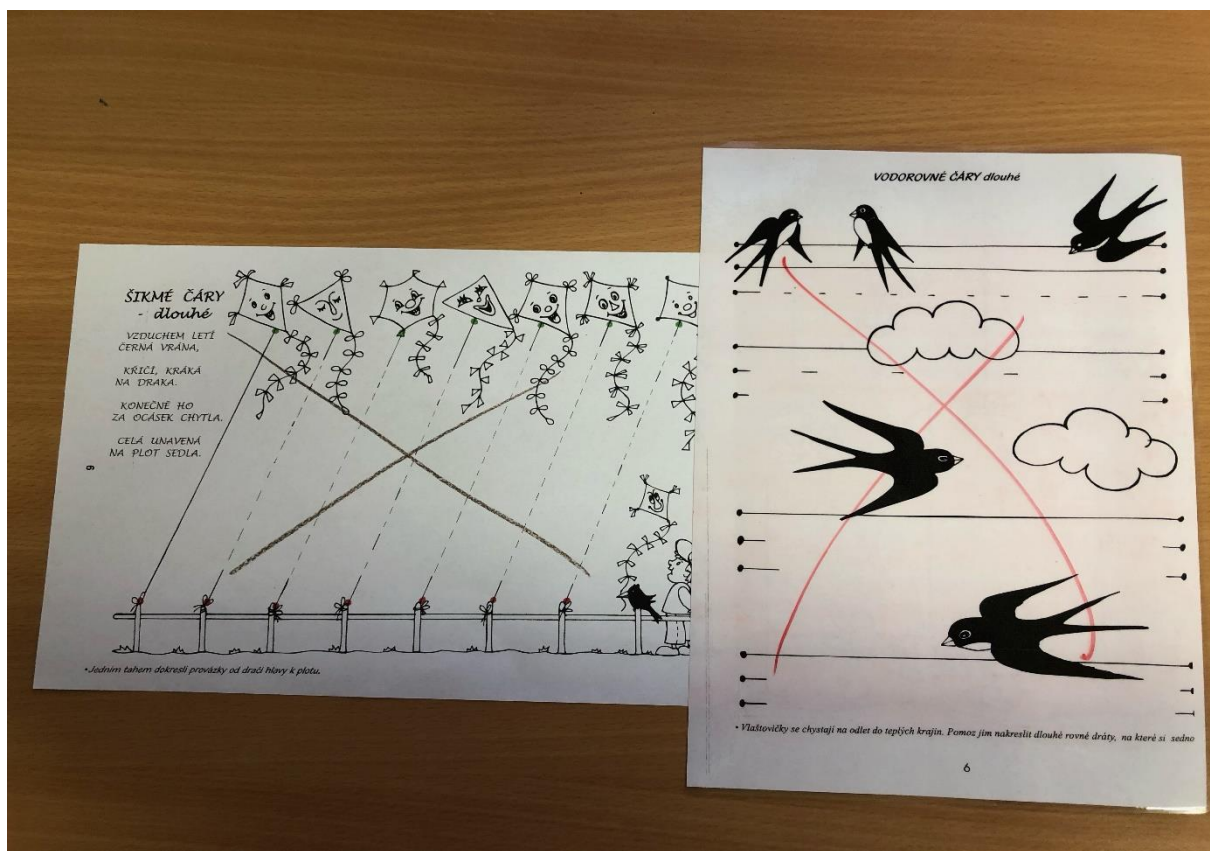 ŠIKMÉ ČÁRY
- dlouhé
VZDUCHEM LETÍ
ČERNÁ VRÁNA,
KŘIČÍ, KRÁKÁ
NA DRAKA.
KONEČNĚ HO
ZA OCÁSEK CHYTLA.
CELÁ UNAVENÁ
NA PLOT SEDLA.
6
• Jedním tahem dokresli provázky od dračí hlavy k plotu.
VODOROVNÉ ČÁRY dlouhé
• Vlaštovičky se chystají na odlet do teplých krajin. Pomoz jim nakreslit dlouhé rovné dráty, na které si sedno
6